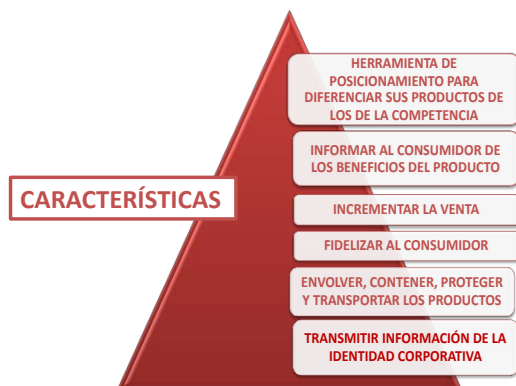 HERRAMIENTA DE
POSICIONAMIENTO PARA
DIFERENCIAR SUS PRODUCTOS DE
LOS DE LA COMPETENCIA
INFORMAR AL CONSUMIDOR DE
LOS BENEFICIOS DEL PRODUCTO
CARACTERÍSTICAS
INCREMENTAR LA VENTA
FIDELIZAR AL CONSUMIDOR
ENVOLVER, CONTENER, PROTEGER
Y TRANSPORTAR LOS PRODUCTOS
TRANSMITIR INFORMACIÓN DE LA
IDENTIDAD CORPORATIVA